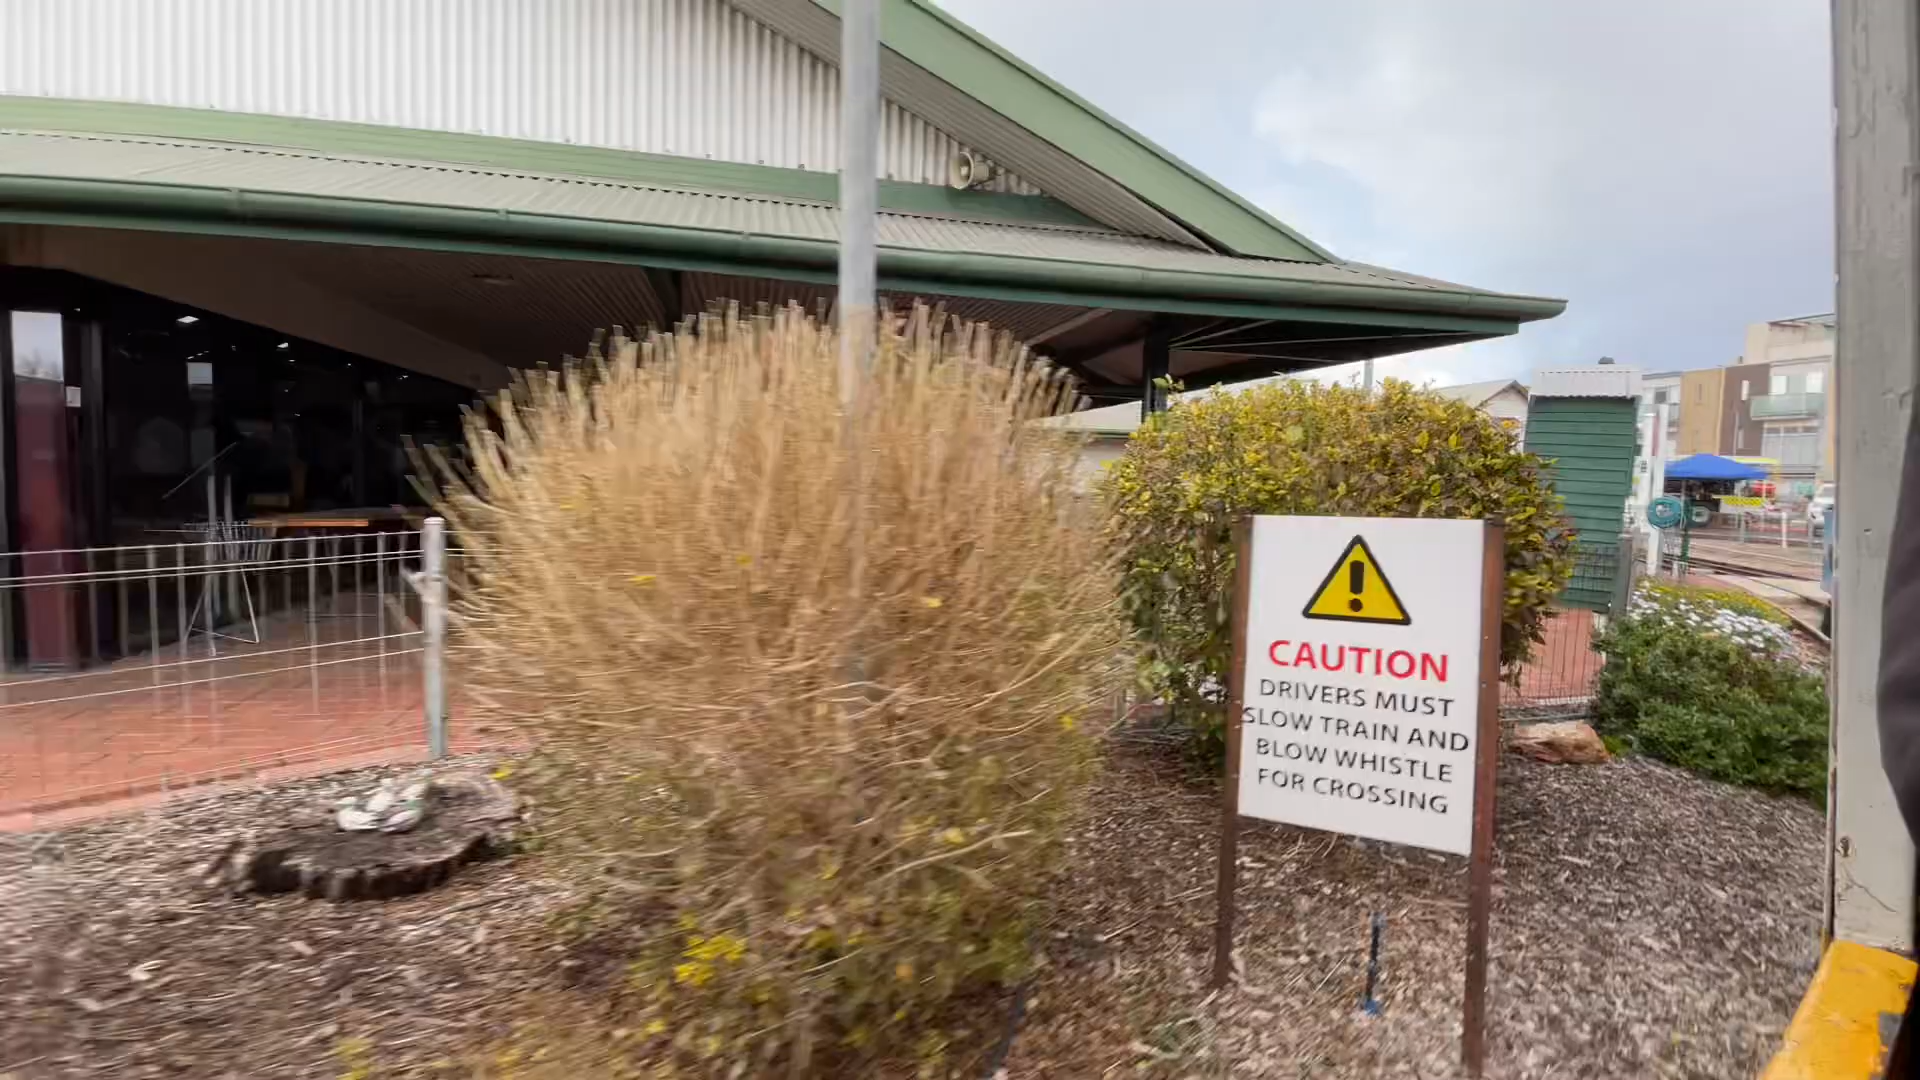 CAUTION
DRIVERS MUST
SLOW TRAIN AND
BLOW WHISTLE
FOR CROSSING